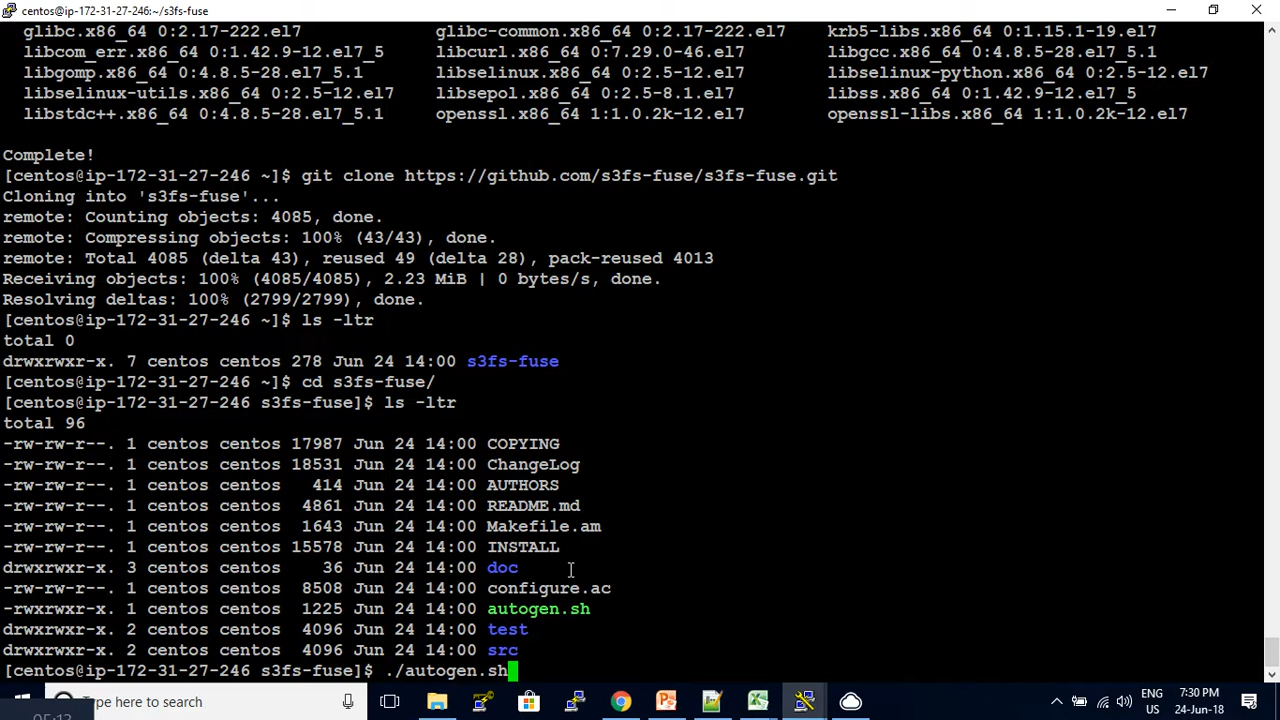 centos@ip-172-31-27-246:~/s3fs-fuse
glibc.x86_64 0:2.17-222.el7 glibc-common.x86_64 0:2.17-222.el7 krb5-libs.x86_64 0:1.15.1-19.el7
libcom_err.x86_64 0:1.42.9-12.el7_5 libcurl.x86_64 0:7.29.0-46.el7 libgcc.x86_64 0:4.8.5-28.el7_5.1
libgomp.x86_64 0:4.8.5-28.el7_5.1 libselinux.x86_64 0:2.5-12.el7 libselinux-python.x86_64 0:2.5-12.el7
libselinux-utils.x86_64 0:2.5-12.el7 libsepol.x86_64 0:2.5-8.1.el7 libss.x86_64 0:1.42.9-12.el7_5
libstdc++.x86_64 0:4.8.5-28.el7_5.1 openssl.x86_64 1:1.0.2k-12.el7 openssl-libs.x86_64 1:1.0.2k-12.el7
Complete!
[centos@ip-172-31-27-246 ~]$ git clone https://github.com/s3fs-fuse/s3fs-fuse.git
Cloning into 's3fs-fuse'...
remote: Counting objects: 4085, done.
remote: Compressing objects: 100% (43/43), done.
remote: Total 4085 (delta 43), reused 49 (delta 28), pack-reused 4013
Receiving objects: 100% (4085/4085), 2.23 MiB | 0 bytes/s, done.
Resolving deltas: 100% (2799/2799), done.
[centos@ip-172-31-27-246 ~]$ ls -ltr
total 0
drwxrwxr-x. 7 centos centos 278 Jun 24 14:00 s3fs-fuse
[centos@ip-172-31-27-246 ~]$ cd s3fs-fuse/
[centos@ip-172-31-27-246 s3fs-fuse]$ ls -ltr
total 96
-rw-rw-r--. 1 centos centos 17987 Jun 24 14:00 COPYING
-rw-rw-r--. 1 centos centos 18531 Jun 24 14:00 ChangeLog
-rw-rw-r--. 1 centos centos 414 Jun 24 14:00 AUTHORS
-rw-rw-r--. 1 centos centos 4861 Jun 24 14:00 README.md
-rw-rw-r--. 1 centos centos 1643 Jun 24 14:00 Makefile.am
-rw-rw-r--. 1 centos centos 15578 Jun 24 14:00 INSTALL
drwxrwxr-x. 3 centos centos 36 Jun 24 14:00 doc
-rw-rw-r--. 1 centos centos 8508 Jun 24 14:00 configure.ac
-rwxrwxr-x. 1 centos centos 1225 Jun 24 14:00 autogen.sh
drwxrwxr-x. 2 centos centos 4096 Jun 24 14:00 test
drwxrwxr-x. 2 centos centos 4096 Jun 24 14:00 src
[centos@ip-172-31-27-246 s3fs-fuse]$ ./autogen.sh
Type here to search
ENG 7:30 PM
US 24-Jun-18